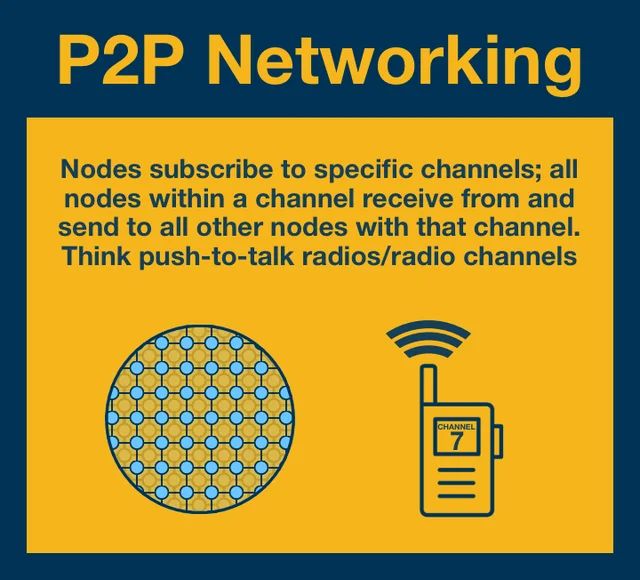 P2P Networking
Nodes subscribe to specific channels; all
nodes within a channel receive from and
send to all other nodes with that channel.
Think push-to-talk radios/radio channels
CHANNEL
7